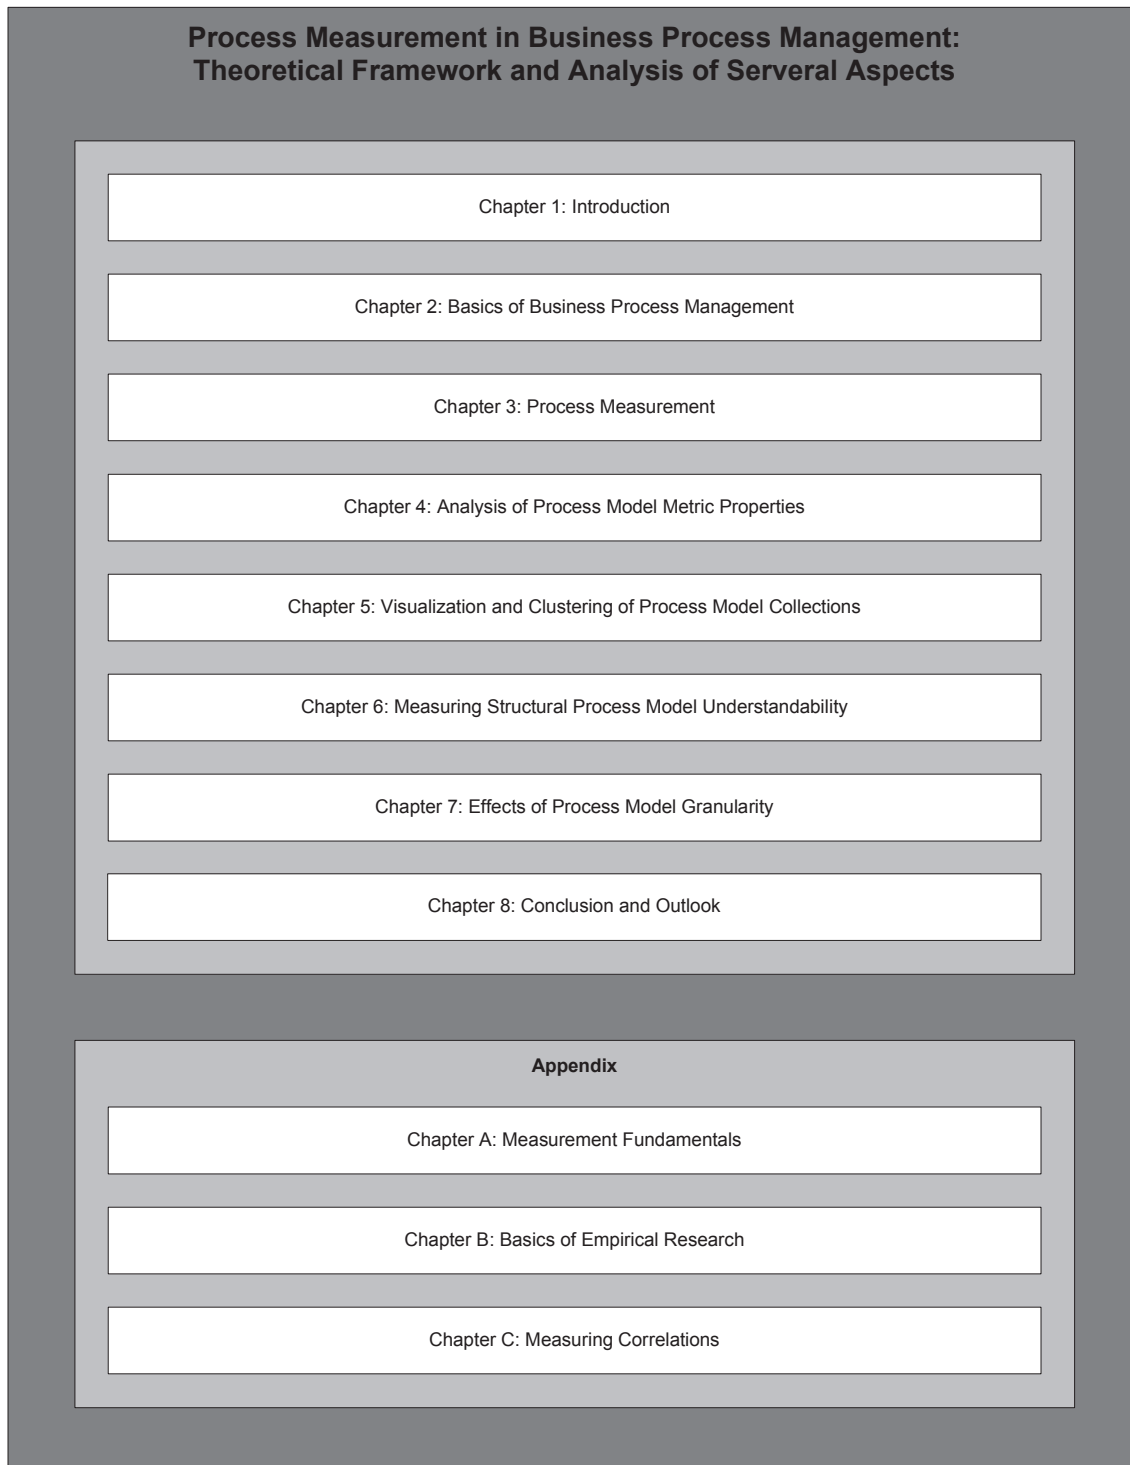 Process Measurement in Business Process Management:
Theoretical Framework and Analysis of Serveral Aspects
Chapter 1: Introduction
Chapter 2: Basics of Business Process Management
Chapter 3: Process Measurement
Chapter 4: Analysis of Process Model Metric Properties
Chapter 5: Visualization and Clustering of Process Model Collections
Chapter 6: Measuring Structural Process Model Understandability
Chapter 7: Effects of Process Model Granularity
Chapter 8: Conclusion and Outlook
Appendix
Chapter A: Measurement Fundamentals
Chapter B: Basics of Empirical Research
Chapter C: Measuring Correlations